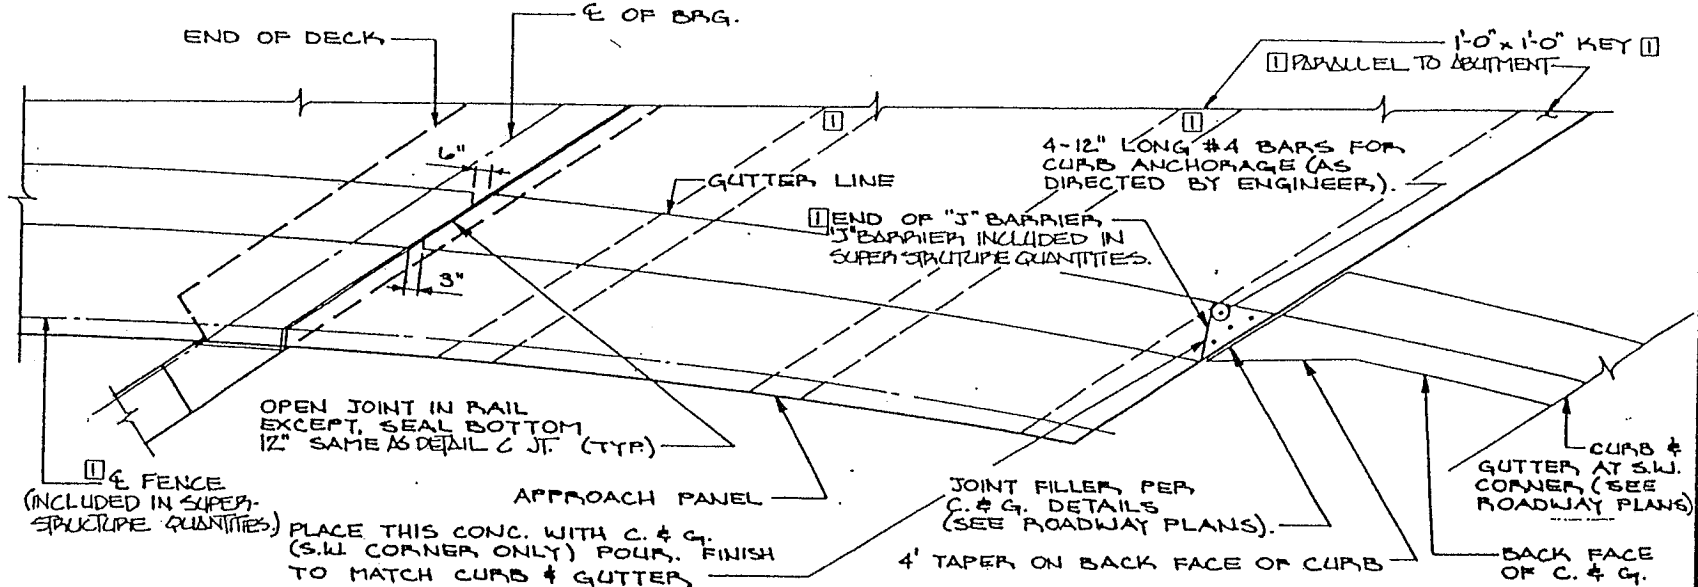 ℄ OF BRG.
END OF DECK
1'-0" x 1'-0" KEY 1
1 PARALLEL TO ABUTMENT
1
1
6"
4-12" LONG #4 BARS FOR
CURB ANCHORAGE (AS
DIRECTED BY ENGINEER).
GUTTER LINE
1 END OF "J" BARRIER,
"J" BARRIER INCLUDED IN
SUPER STRUTURE QUANTITIES.
3"
OPEN JOINT IN RAIL
EXCEPT, SEAL BOTTOM
12" SAME AS DETAIL C JT. (TYP.)
1 ℄ FENCE
(INCLUDED IN SUPER-
STRUCTURE QUANTITIES.)
APPROACH PANEL
PLACE THIS CONC. WITH C. & G.
(S.W. CORNER ONLY) POUR. FINISH
TO MATCH CURB & GUTTER
JOINT FILLER PER
C. & G. DETAILS
(SEE ROADWAY PLANS).
4' TAPER ON BACK FACE OF CURB
CURB &
GUTTER AT S.W.
CORNER (SEE
ROADWAY PLANS)
BACK FACE
OF C. & G.